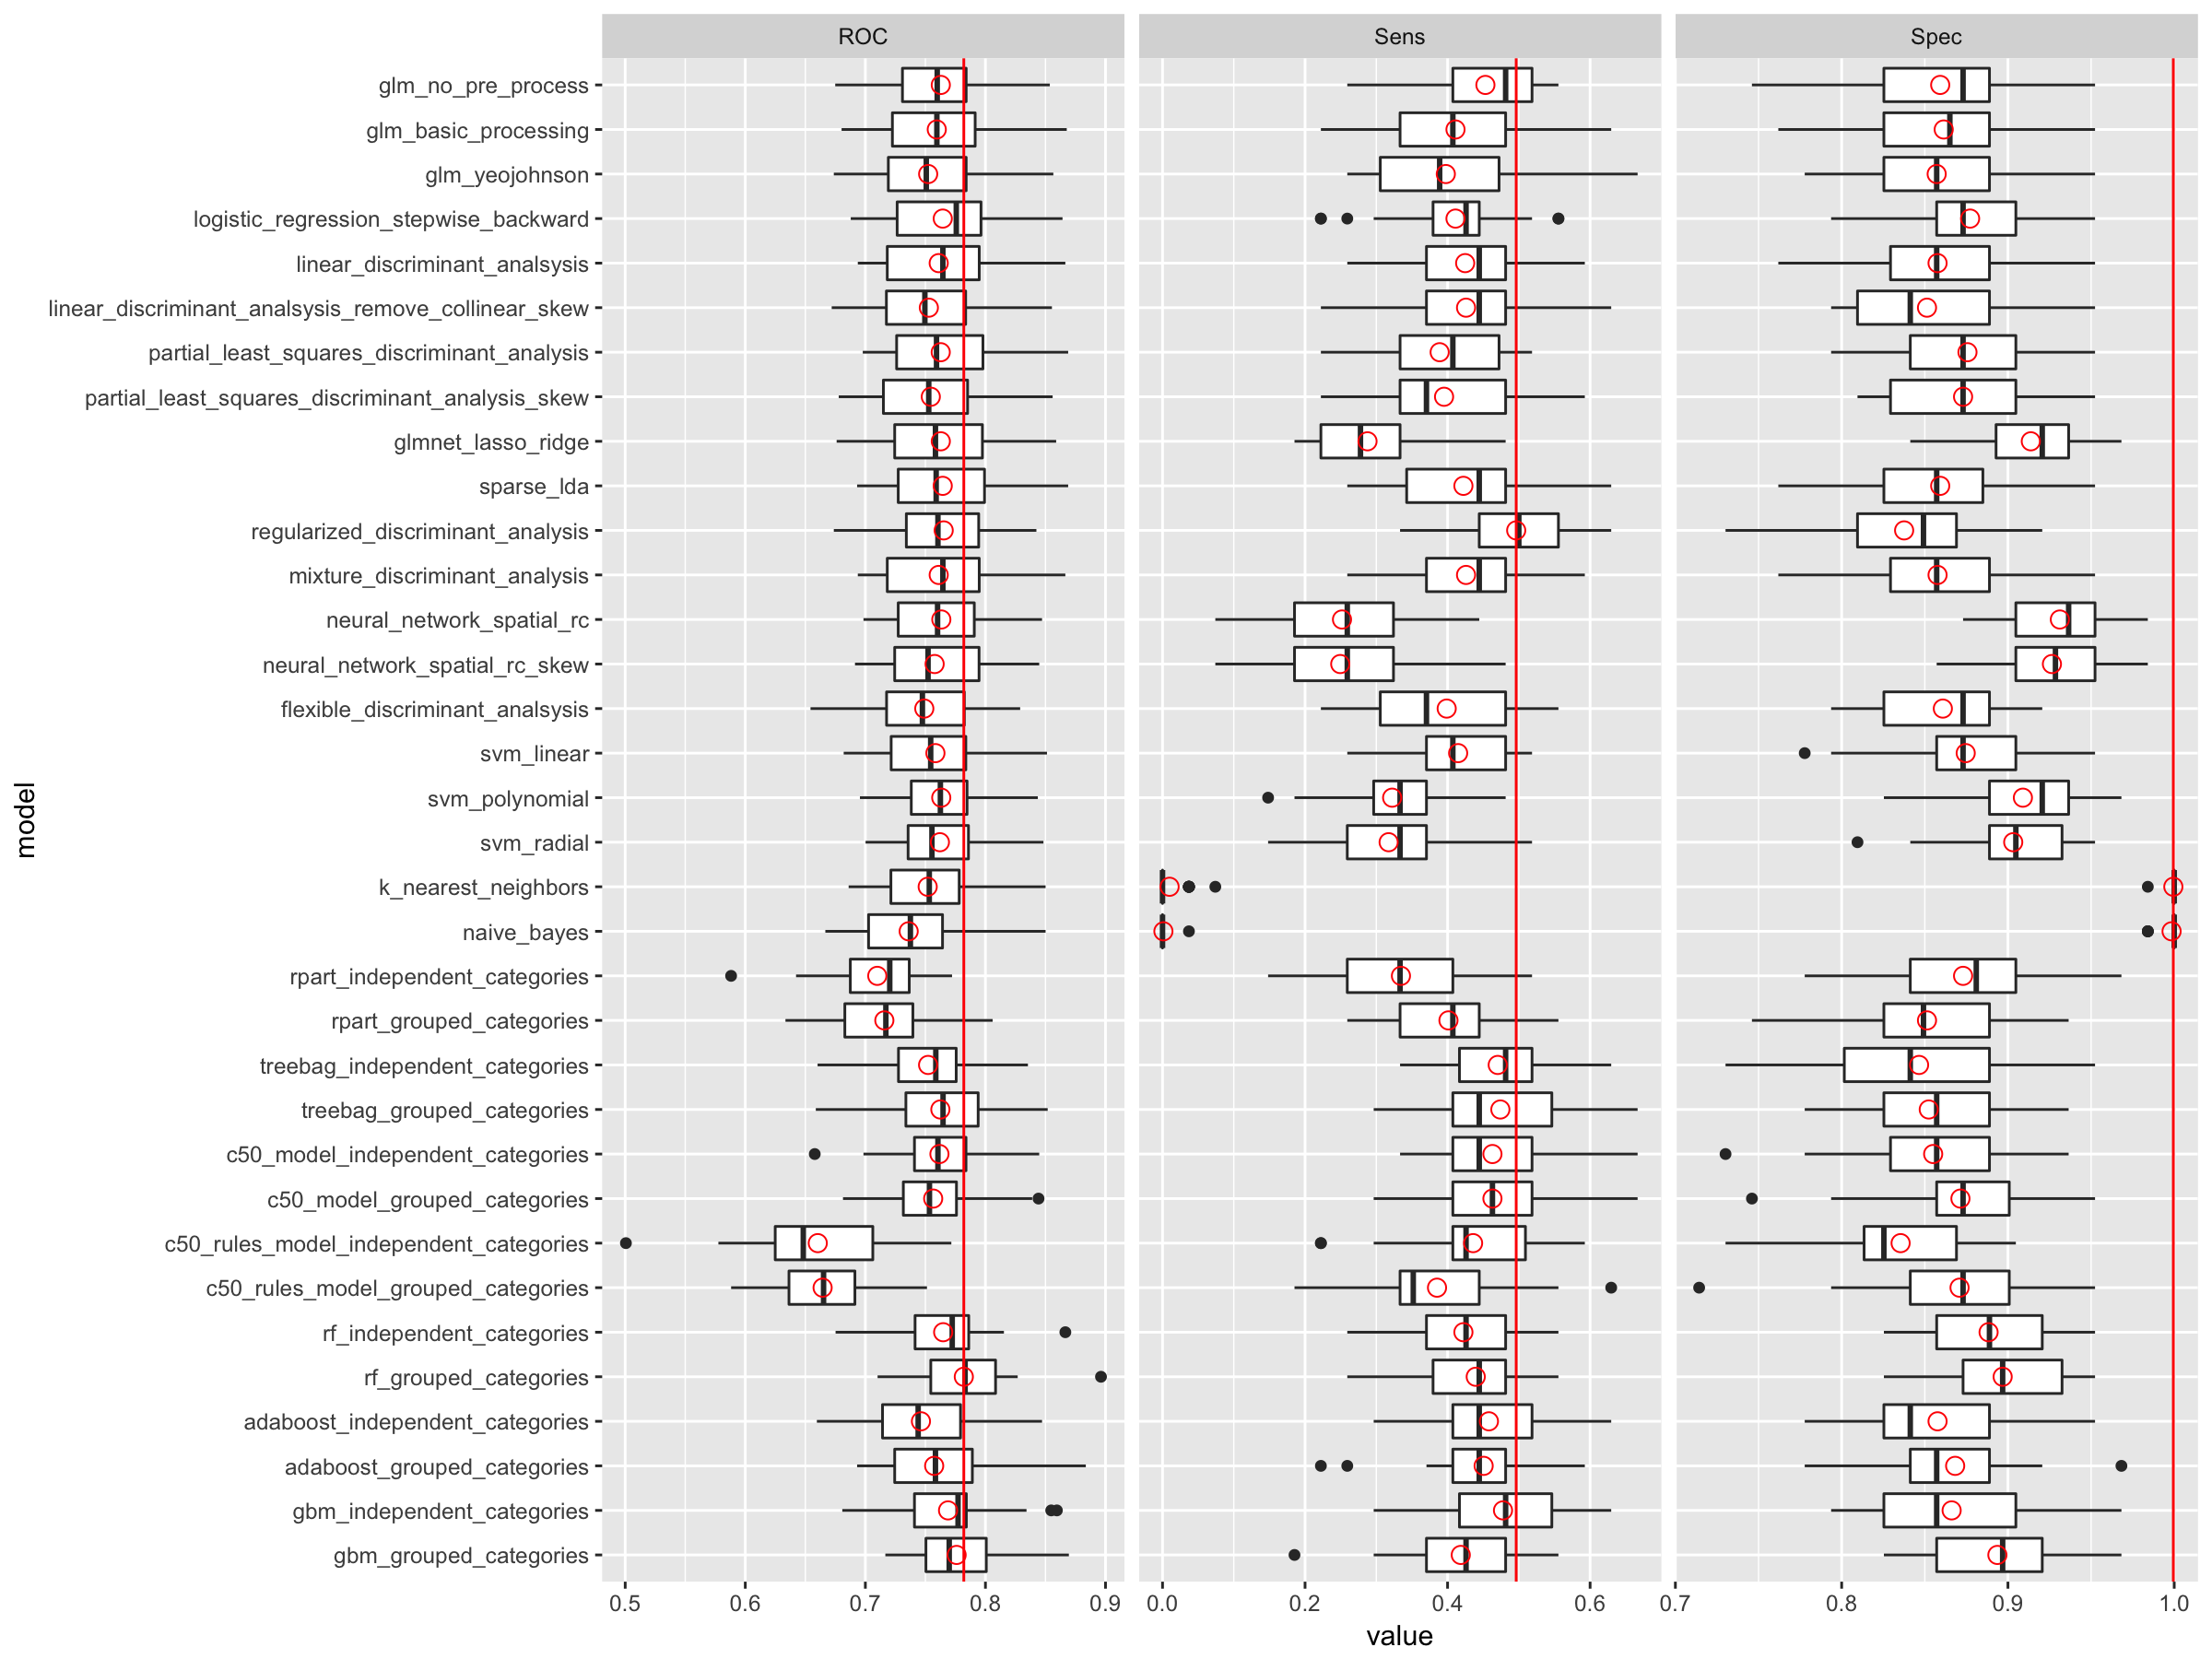 ROC Sens Spec
glm_no_pre_process
glm_basic_processing
glm_yeojohnson
logistic_regression_stepwise_backward
linear_discriminant_analsysis
linear_discriminant_analsysis_remove_collinear_skew
partial_least_squares_discriminant_analysis
partial_least_squares_discriminant_analysis_skew
glmnet_lasso_ridge
sparse_lda
regularized_discriminant_analysis
mixture_discriminant_analysis
neural_network_spatial_rc
neural_network_spatial_rc_skew
flexible_discriminant_analsysis
svm_linear
svm_polynomial
svm_radial
k_nearest_neighbors
naive_bayes
rpart_independent_categories
rpart_grouped_categories
treebag_independent_categories
treebag_grouped_categories
c50_model_independent_categories
c50_model_grouped_categories
c50_rules_model_independent_categories
c50_rules_model_grouped_categories
rf_independent_categories
rf_grouped_categories
adaboost_independent_categories
adaboost_grouped_categories
gbm_independent_categories
gbm_grouped_categories
model
0.5 0.6 0.7 0.8 0.9 0.0 0.2 0.4 0.6 0.7 0.8 0.9 1.0
value